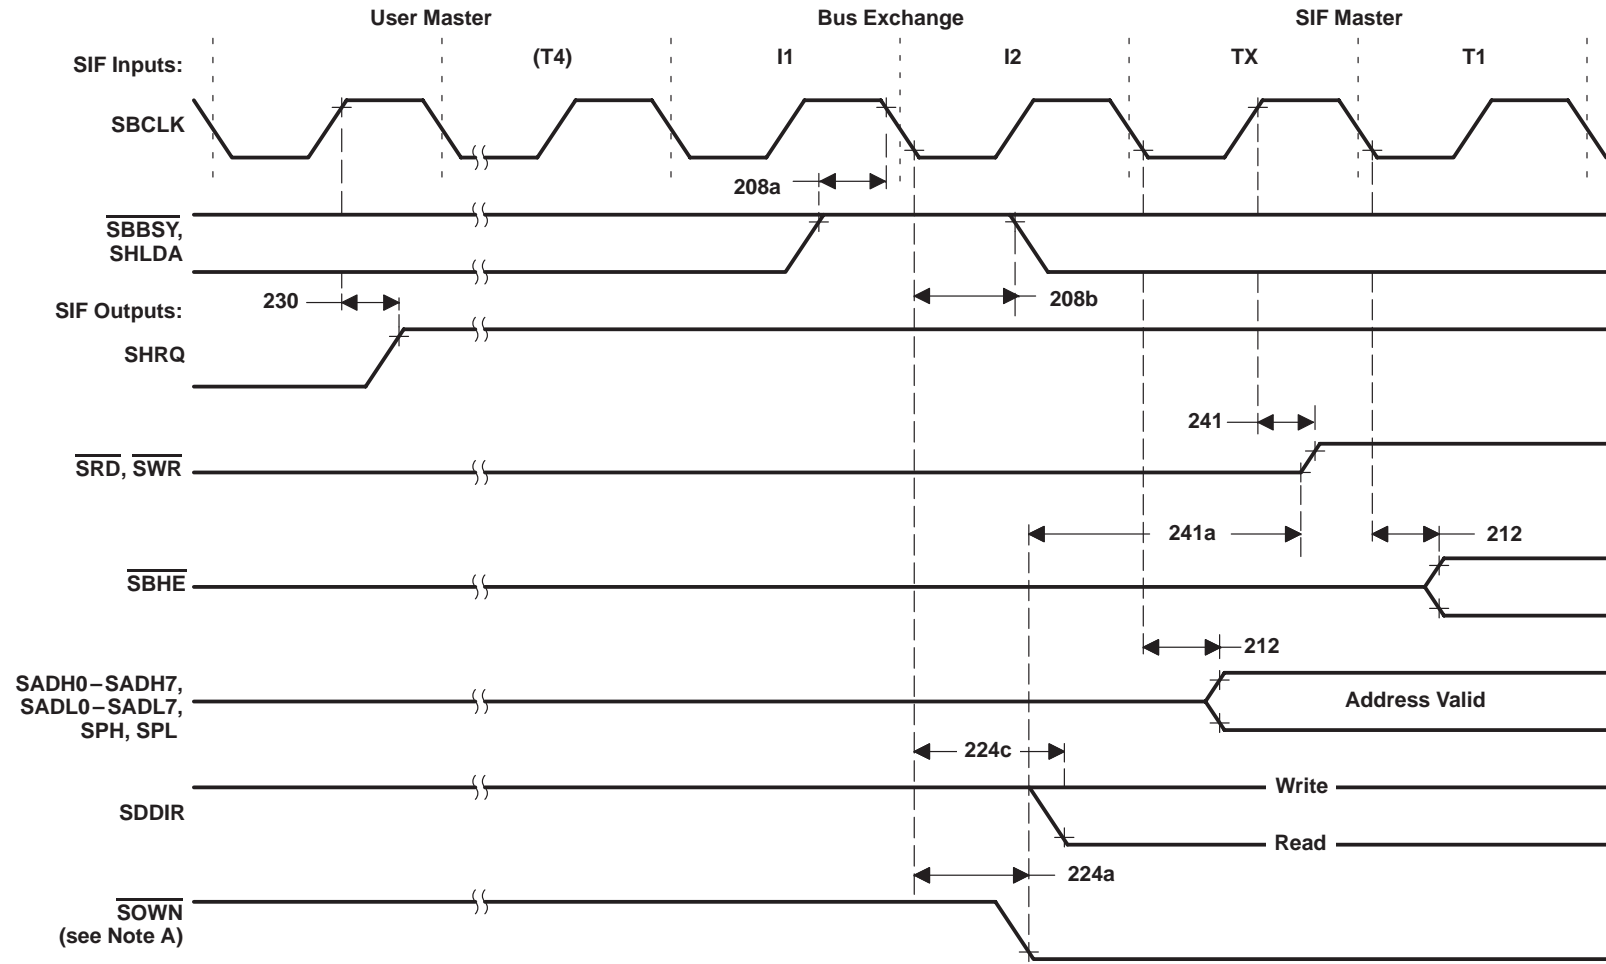 User Master Bus Exchange SIF Master
SIF Inputs: (T4) I1 I2 TX T1
SBCLK
208a
SBBSY,
SHLDA
230 208b
SIF Outputs:
SHRQ
241
SRD, SWR
241a 212
SBHE
212
SADH0–SADH7,
SADL0–SADL7,
SPH, SPL
Address Valid
224c
Write
SDDIR
Read
224a
SOWN
(see Note A)